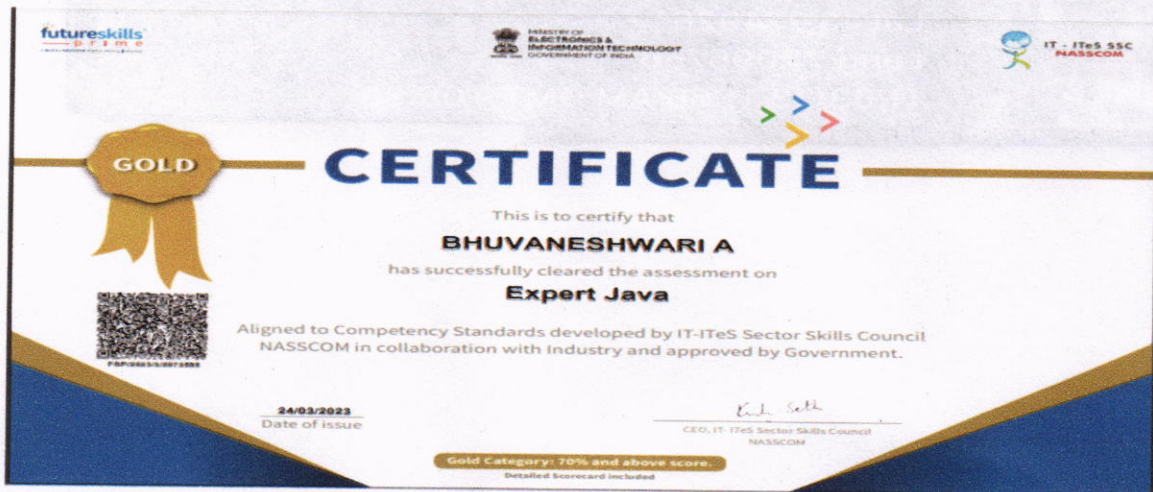 futureskills
prime
MINISTRY OF
ELECTRONICS &
INFORMATION TECHNOLOGY
GOVERNMENT OF INDIA
IT - ITeS SSC
NASSCOM
GOLD
CERTIFICATE
This is to certify that
BHUVANESHWARI A
has successfully cleared the assessment on
Expert Java
Aligned to Competency Standards developed by IT-ITeS Sector Skills Council
NASSCOM in collaboration with Industry and approved by Government.
24/03/2023
Date of issue
CEO, IT- ITeS Sector Skills Council
NASSCOM
Gold Category: 70% and above score.
Detailed Scorecard included